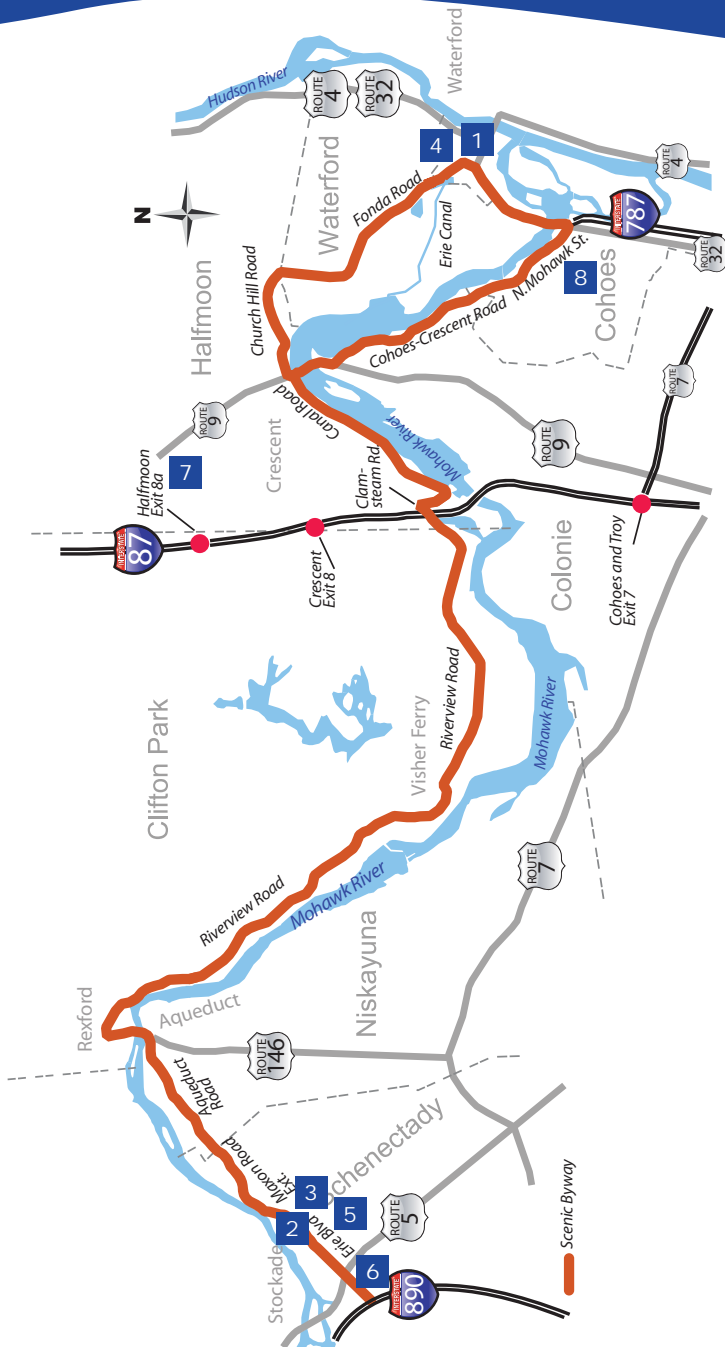 Hudson River
ROUTE
4
ROUTE
32
Waterford
N
Halfmoon
Waterford
4
1
Fonda Road
Church Hill Road
Erie Canal
ROUTE
4
INTERSTATE
787
ROUTE
32
8
N. Mohawk St.
Cohoes
Cohoes-Crescent Road
ROUTE
9
Crescent
Canal Road
Mohawk River
ROUTE
9
ROUTE
7
7
Halfmoon
Exit 8a
INTERSTATE
87
Crescent
Exit 8
Clam-
steam Rd.
Colonie
Cohoes and Troy
Exit 7
Clifton Park
Visher Ferry
Riverview Road
Mohawk River
Riverview Road
Mohawk River
ROUTE
7
Niskayuna
Rexford
Aqueduct
ROUTE
146
Aqueduct
Road
Maxon Road
Ext.
Schenectady
3
2
5
Erie Blvd
Stockade
ROUTE
5
6
INTERSTATE
890
Scenic Byway